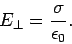 E⊥ = σ/ϵ₀.